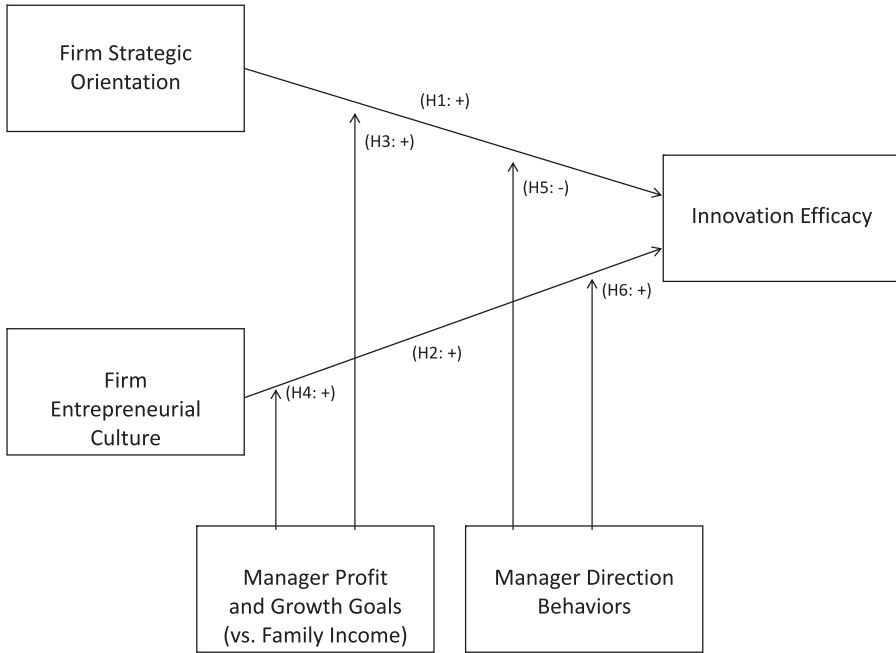 Firm Strategic
Orientation
(H1: +)
(H3: +)
(H5: -)
Innovation Efficacy
(H6: +)
(H2: +)
Firm
Entrepreneurial
Culture
(H4: +)
Manager Profit
and Growth Goals
(vs. Family Income)
Manager Direction
Behaviors